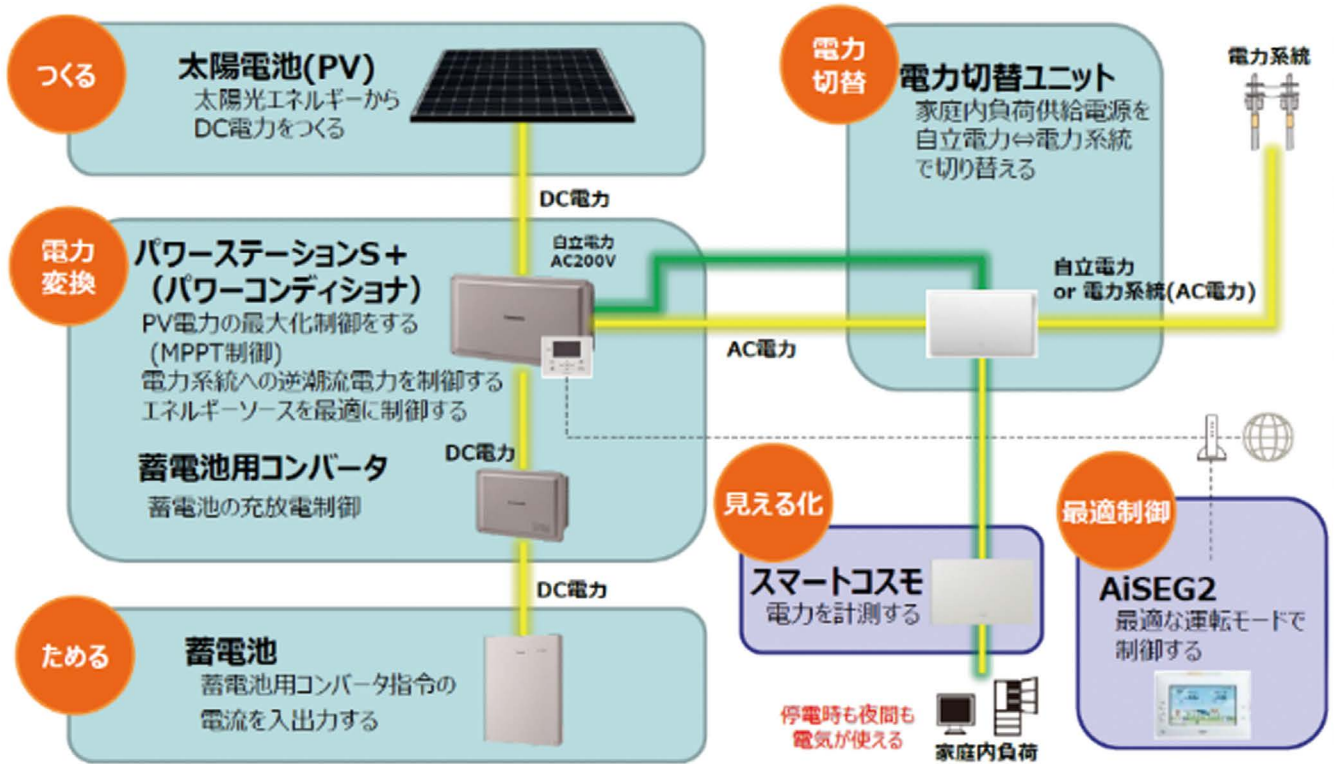 つくる
太陽電池(PV)
太陽光エネルギーから
DC電力をつくる
DC電力
電力
変換
パワーステーションS+
(パワーコンディショナ)
PV電力の最大化制御をする
(MPPT制御)
電力系統への逆潮流電力を制御する
エネルギーソースを最適に制御する
自立電力
AC200V
蓄電池用コンバータ
蓄電池の充放電制御
DC電力
DC電力
ためる
蓄電池
蓄電池用コンバータ指令の
電流を入出力する
電力
切替
電力切替ユニット
家庭内負荷供給電源を
自立電力⇔電力系統
で切り替える
電力系統
自立電力
or 電力系統(AC電力)
AC電力
見える化
スマートコスモ
電力を計測する
停電時も夜間も
電気が使える
家庭内負荷
最適制御
AiSEG2
最適な運転モードで
制御する